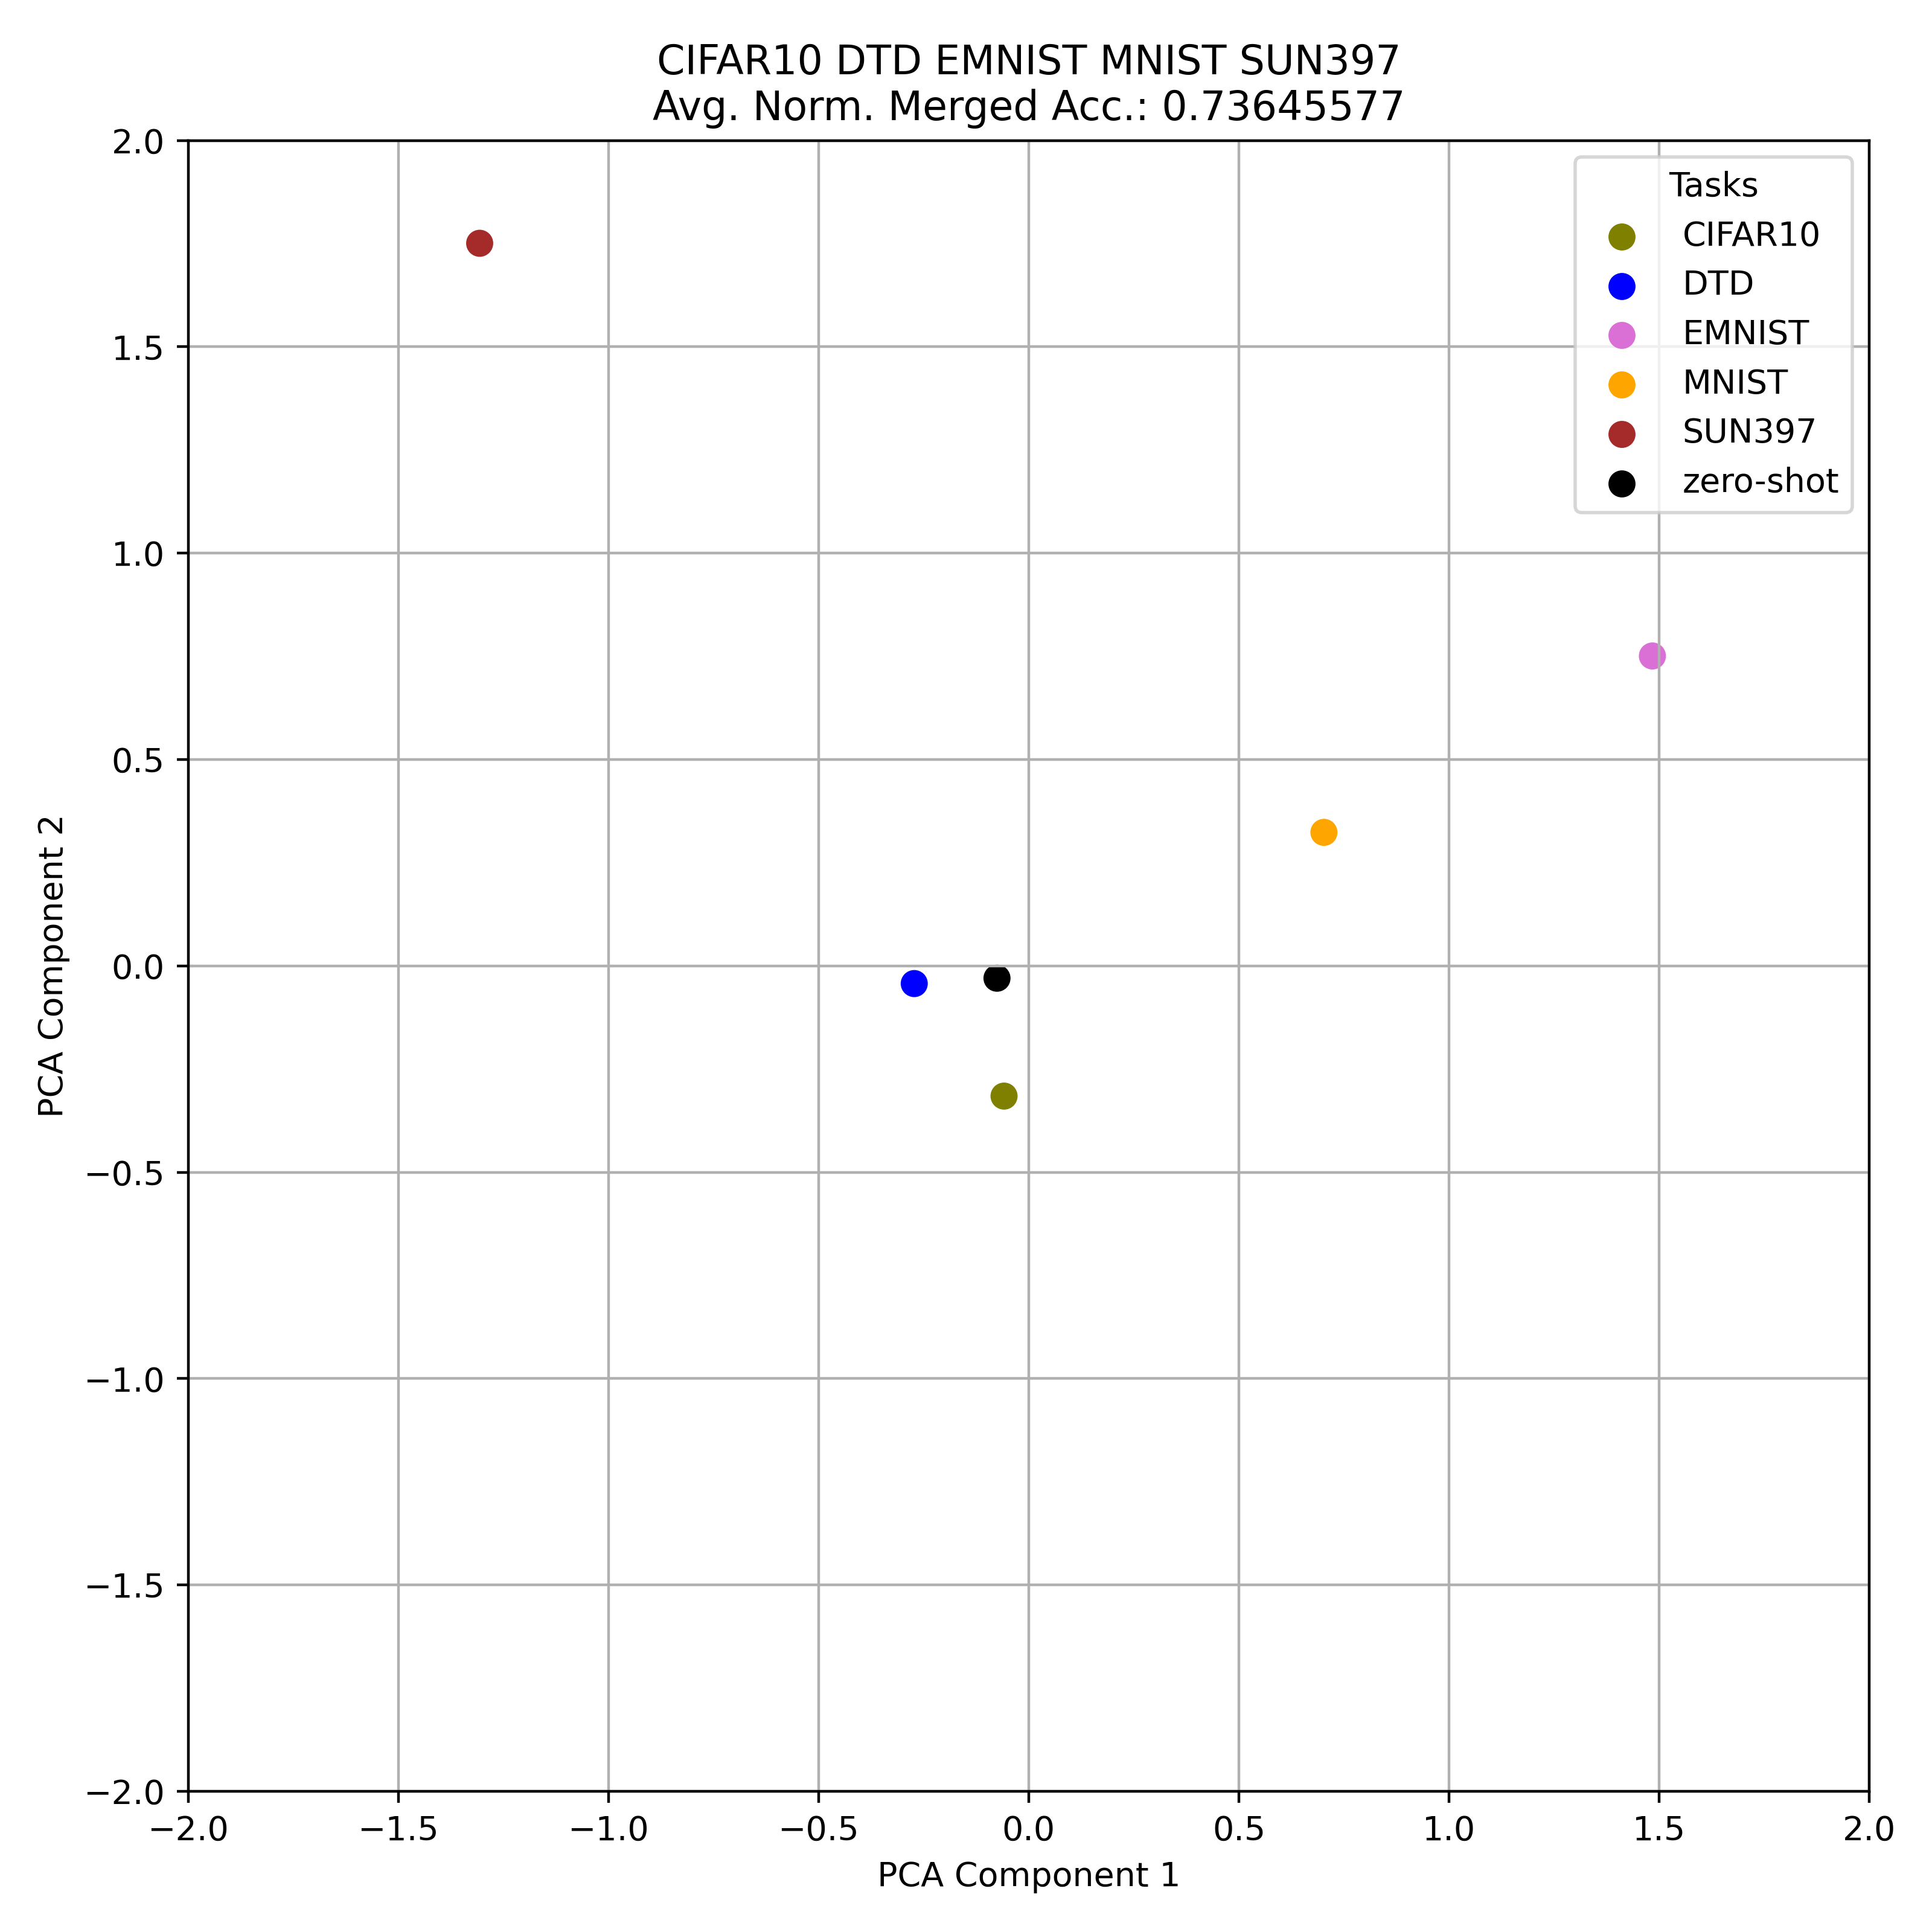 CIFAR10 DTD EMNIST MNIST SUN397
Avg. Norm. Merged Acc.: 0.73645577
Tasks
CIFAR10
DTD
EMNIST
MNIST
SUN397
zero-shot
2.0
1.5
1.0
0.5
0.0
−0.5
−1.0
−1.5
−2.0
PCA Component 2
−2.0 −1.5 −1.0 −0.5 0.0 0.5 1.0 1.5 2.0
PCA Component 1